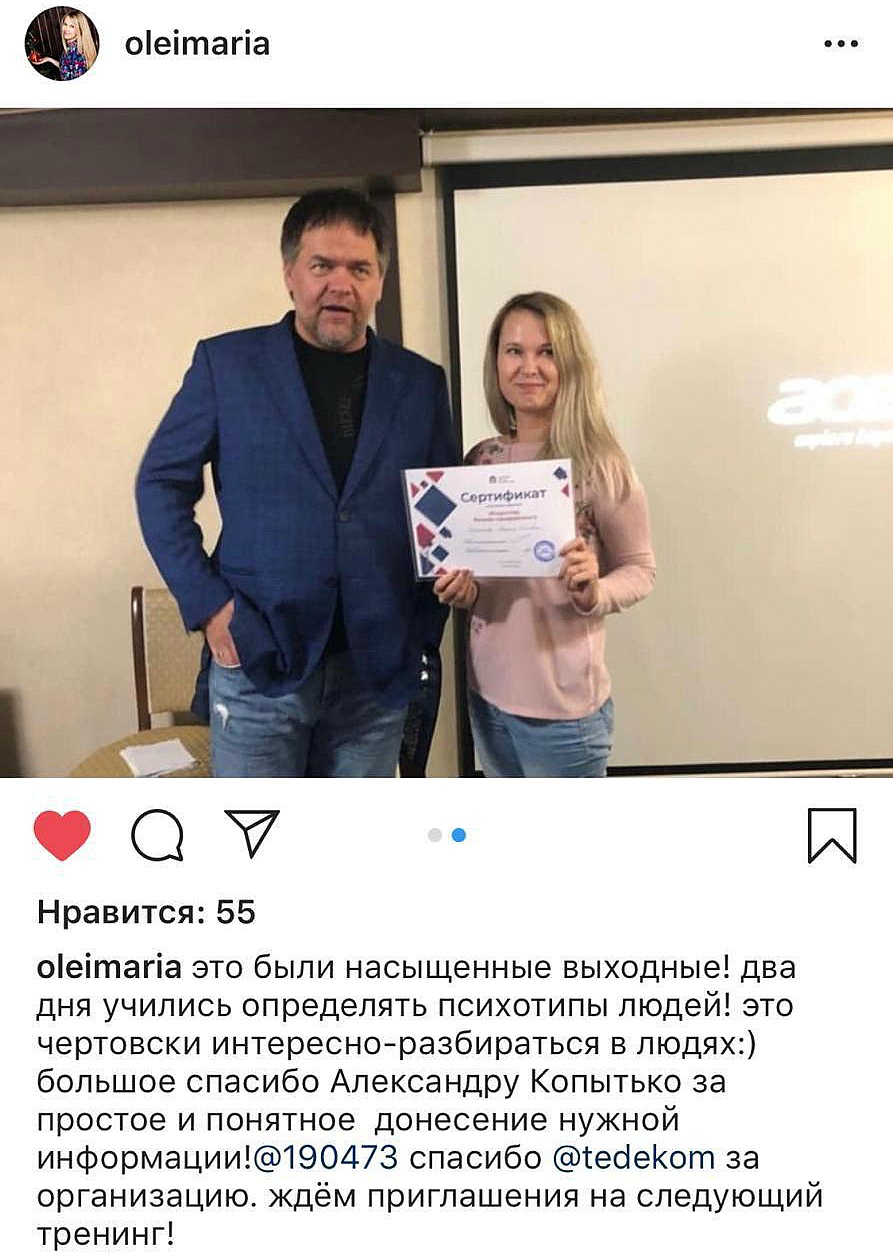 oleimaria
Сертификат
Нравится: 55
oleimaria это были насыщенные выходные! два
дня учились определять психотипы людей! это
чертовски интересно-разбираться в людях:)
большое спасибо Александру Копытько за
простое и понятное  донесение нужной
информации!@190473 спасибо @tedekom за
организацию. ждём приглашения на следующий
тренинг!